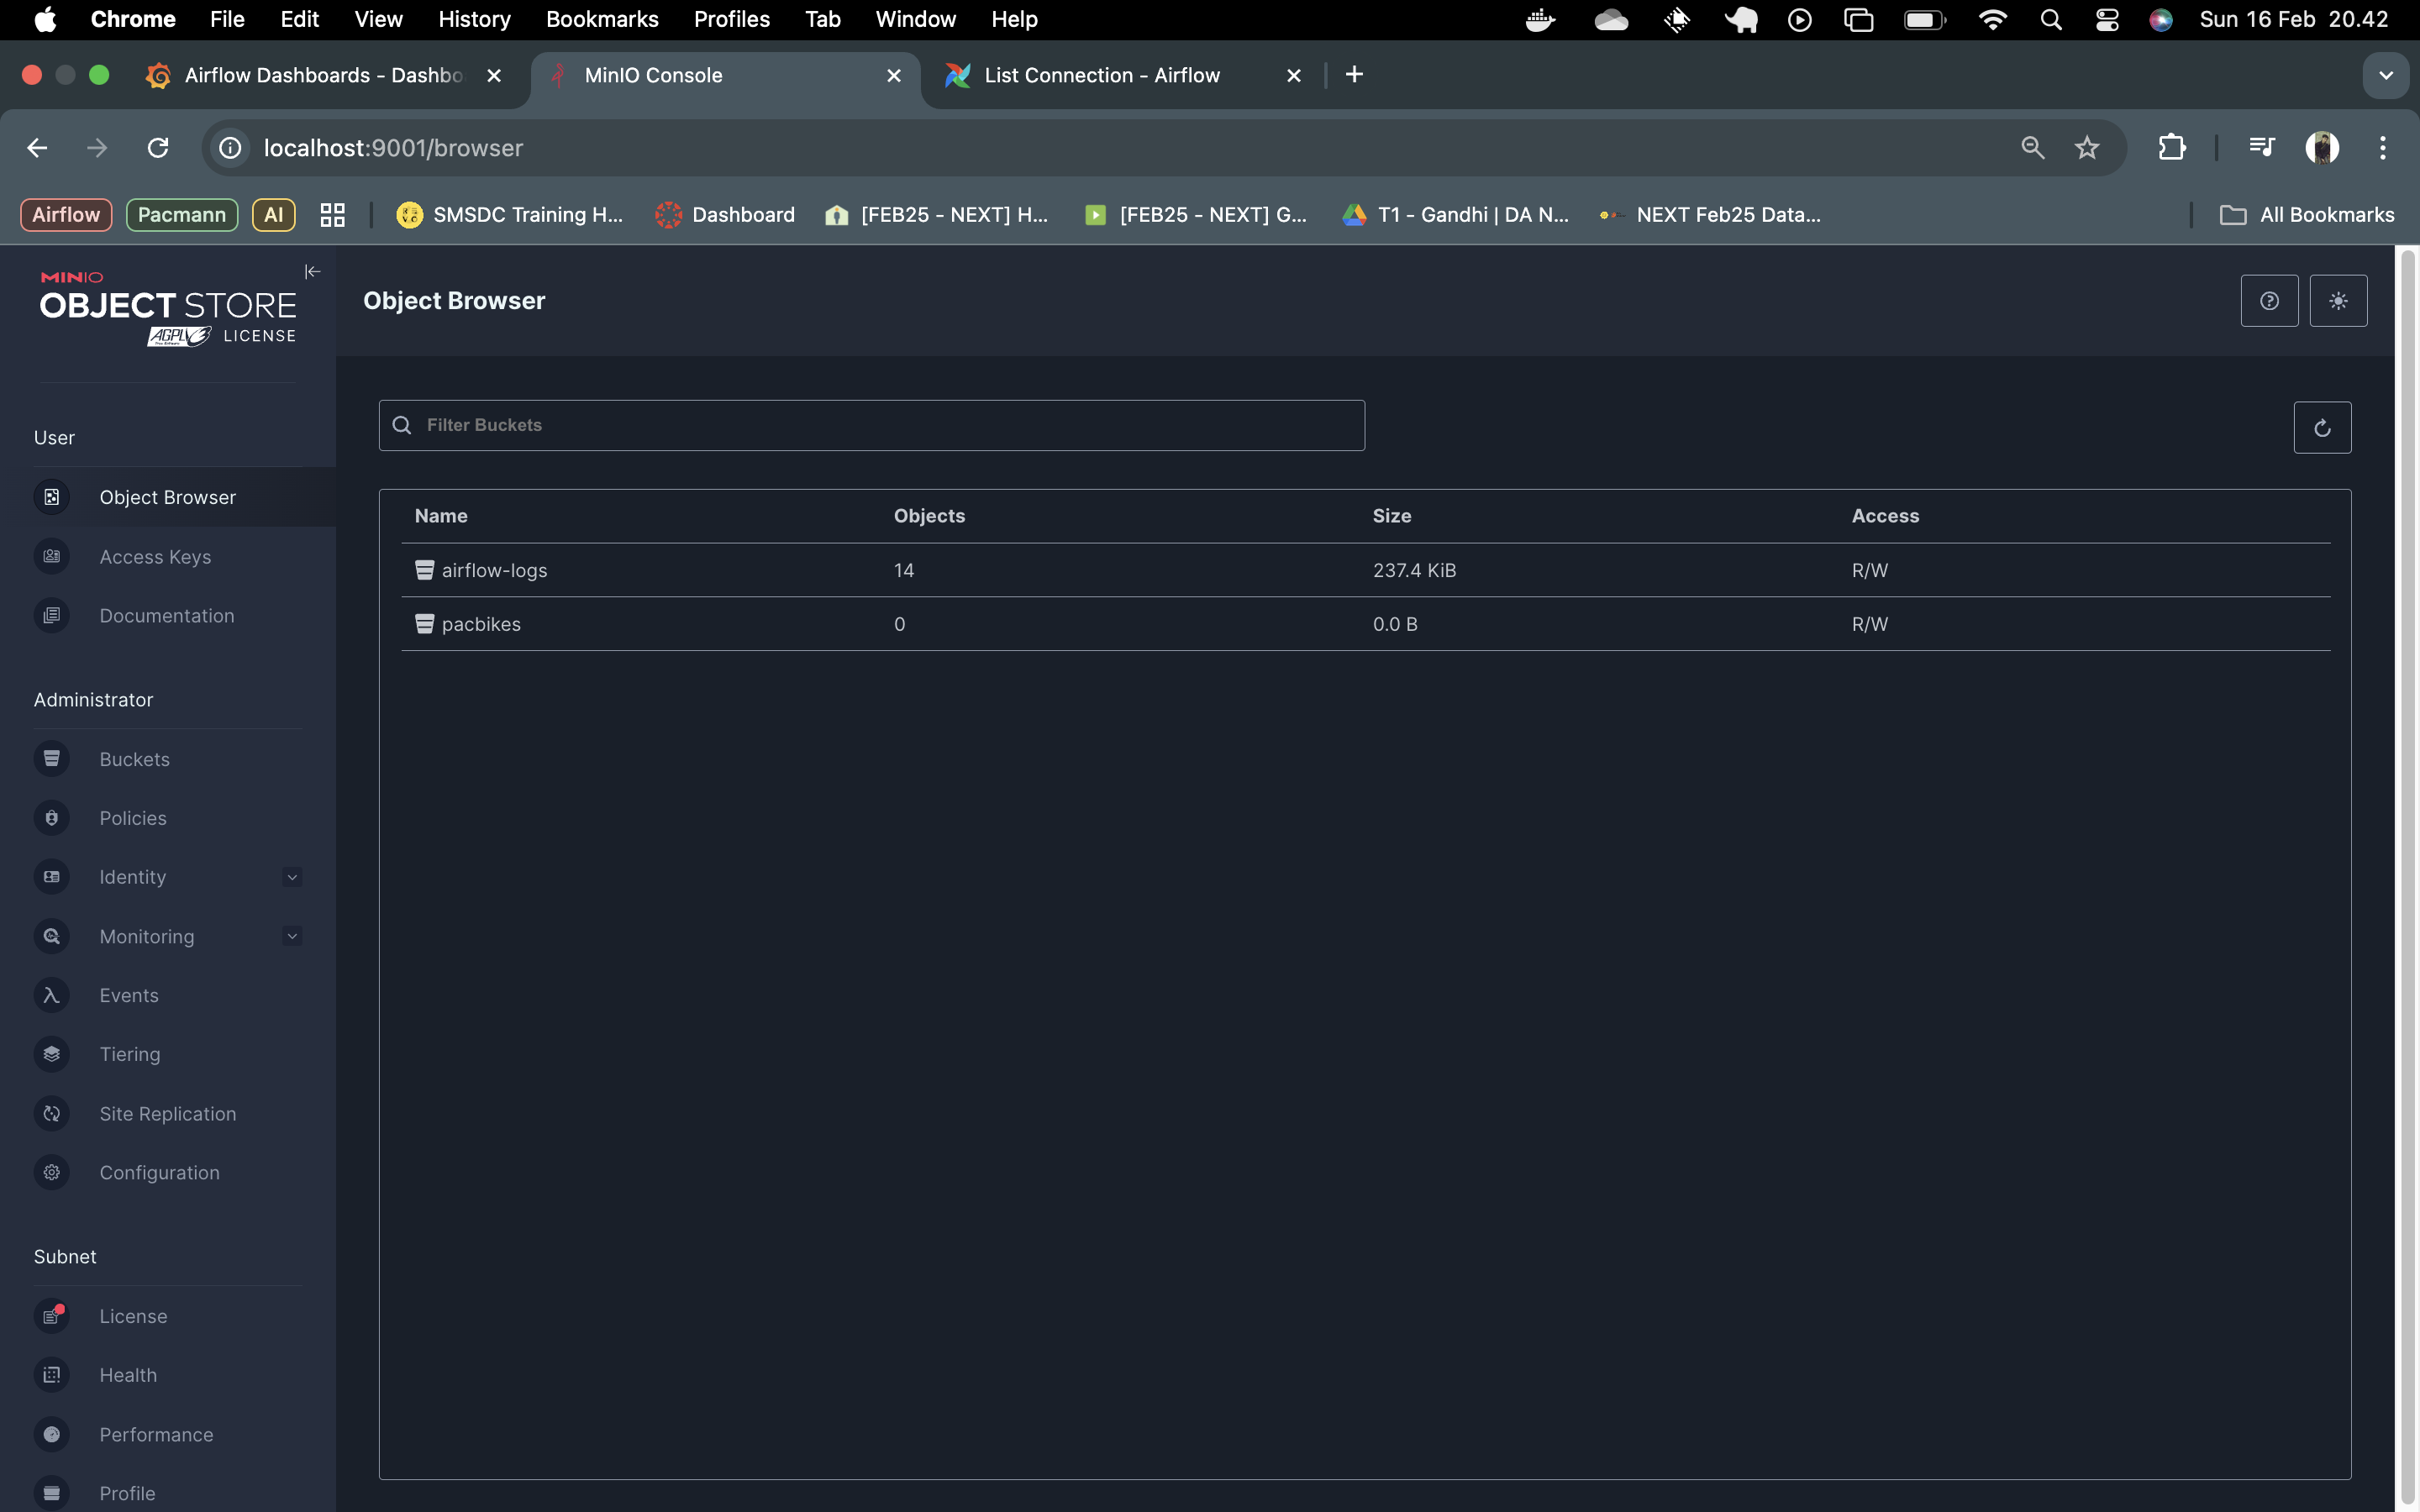 Chrome File Edit View History Bookmarks Profiles Tab Window Help Sun 16 Feb 20.42
Airflow Dashboards - Dashbo MinIO Console List Connection - Airflow
localhost:9001/browser
Airflow Pacmann AI SMSDC Training H... Dashboard [FEB25 - NEXT] H... [FEB25 - NEXT] G... T1 - Gandhi | DA N... NEXT Feb25 Data... All Bookmarks
MINIO
OBJECT STORE
AGPLv3 LICENSE
User
Object Browser
Access Keys
Documentation
Administrator
Buckets
Policies
Identity
Monitoring
Events
Tiering
Site Replication
Configuration
Subnet
License
Health
Performance
Profile
Object Browser
Filter Buckets
Name Objects Size Access
airflow-logs 14 237.4 KiB R/W
pacbikes 0 0.0 B R/W